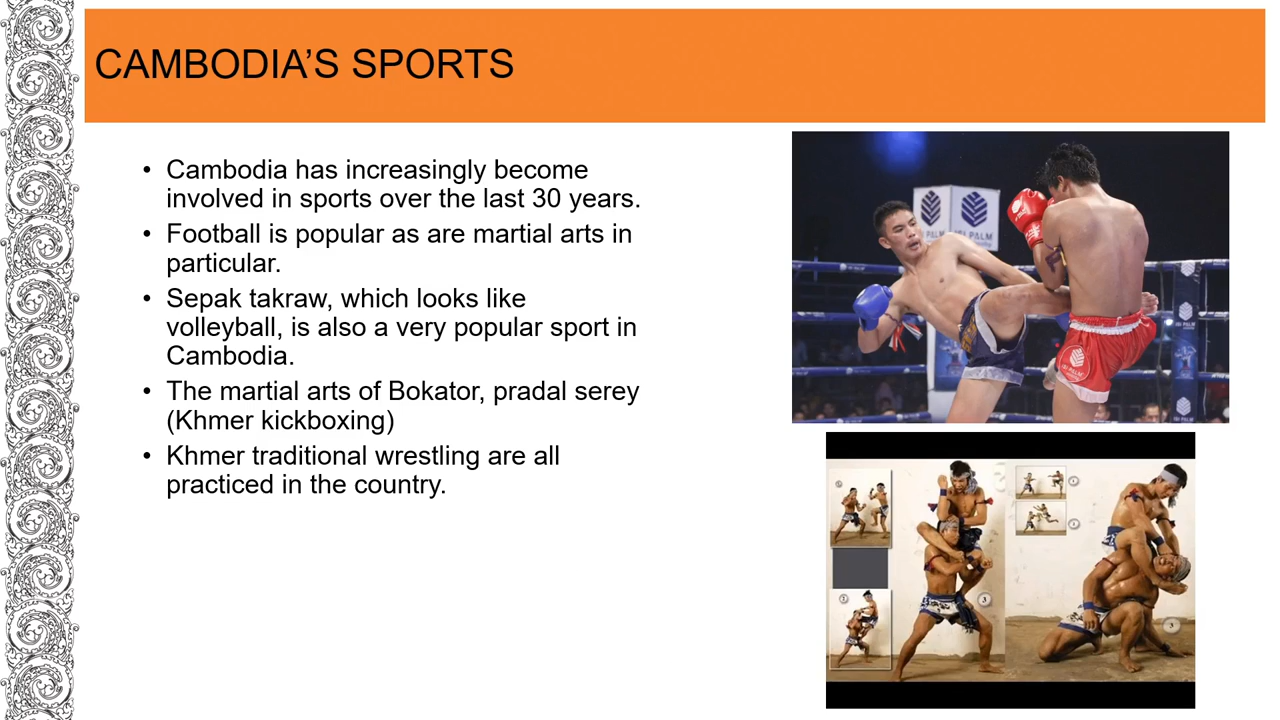 CAMBODIA’S SPORTS
• Cambodia has increasingly become
involved in sports over the last 30 years.
• Football is popular as are martial arts in
particular.
• Sepak takraw, which looks like
volleyball, is also a very popular sport in
Cambodia.
• The martial arts of Bokator, pradal serey
(Khmer kickboxing)
• Khmer traditional wrestling are all
practiced in the country.
3
3